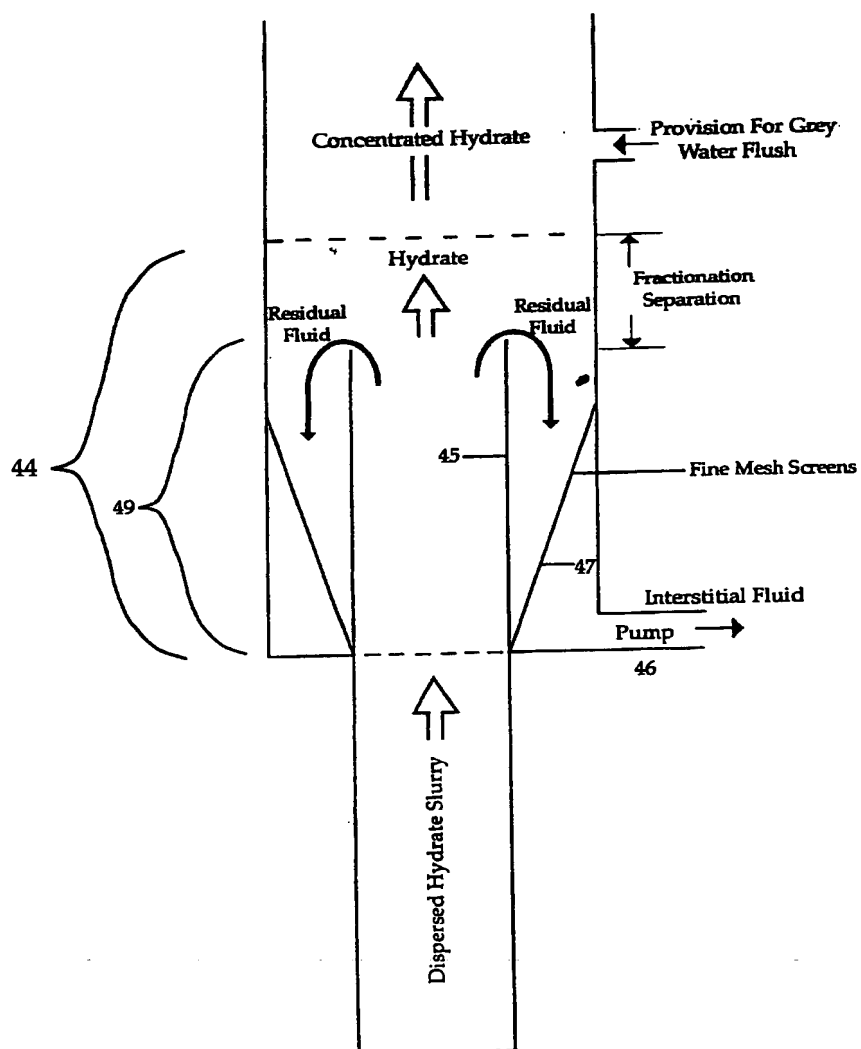 Concentrated Hydrate
Provision For Grey
Water Flush
Hydrate
Fractionation
Separation
Residual
Fluid
Residual
Fluid
44
49
45
Fine Mesh Screens
47
Interstitial Fluid
Pump
46
Dispersed Hydrate Slurry